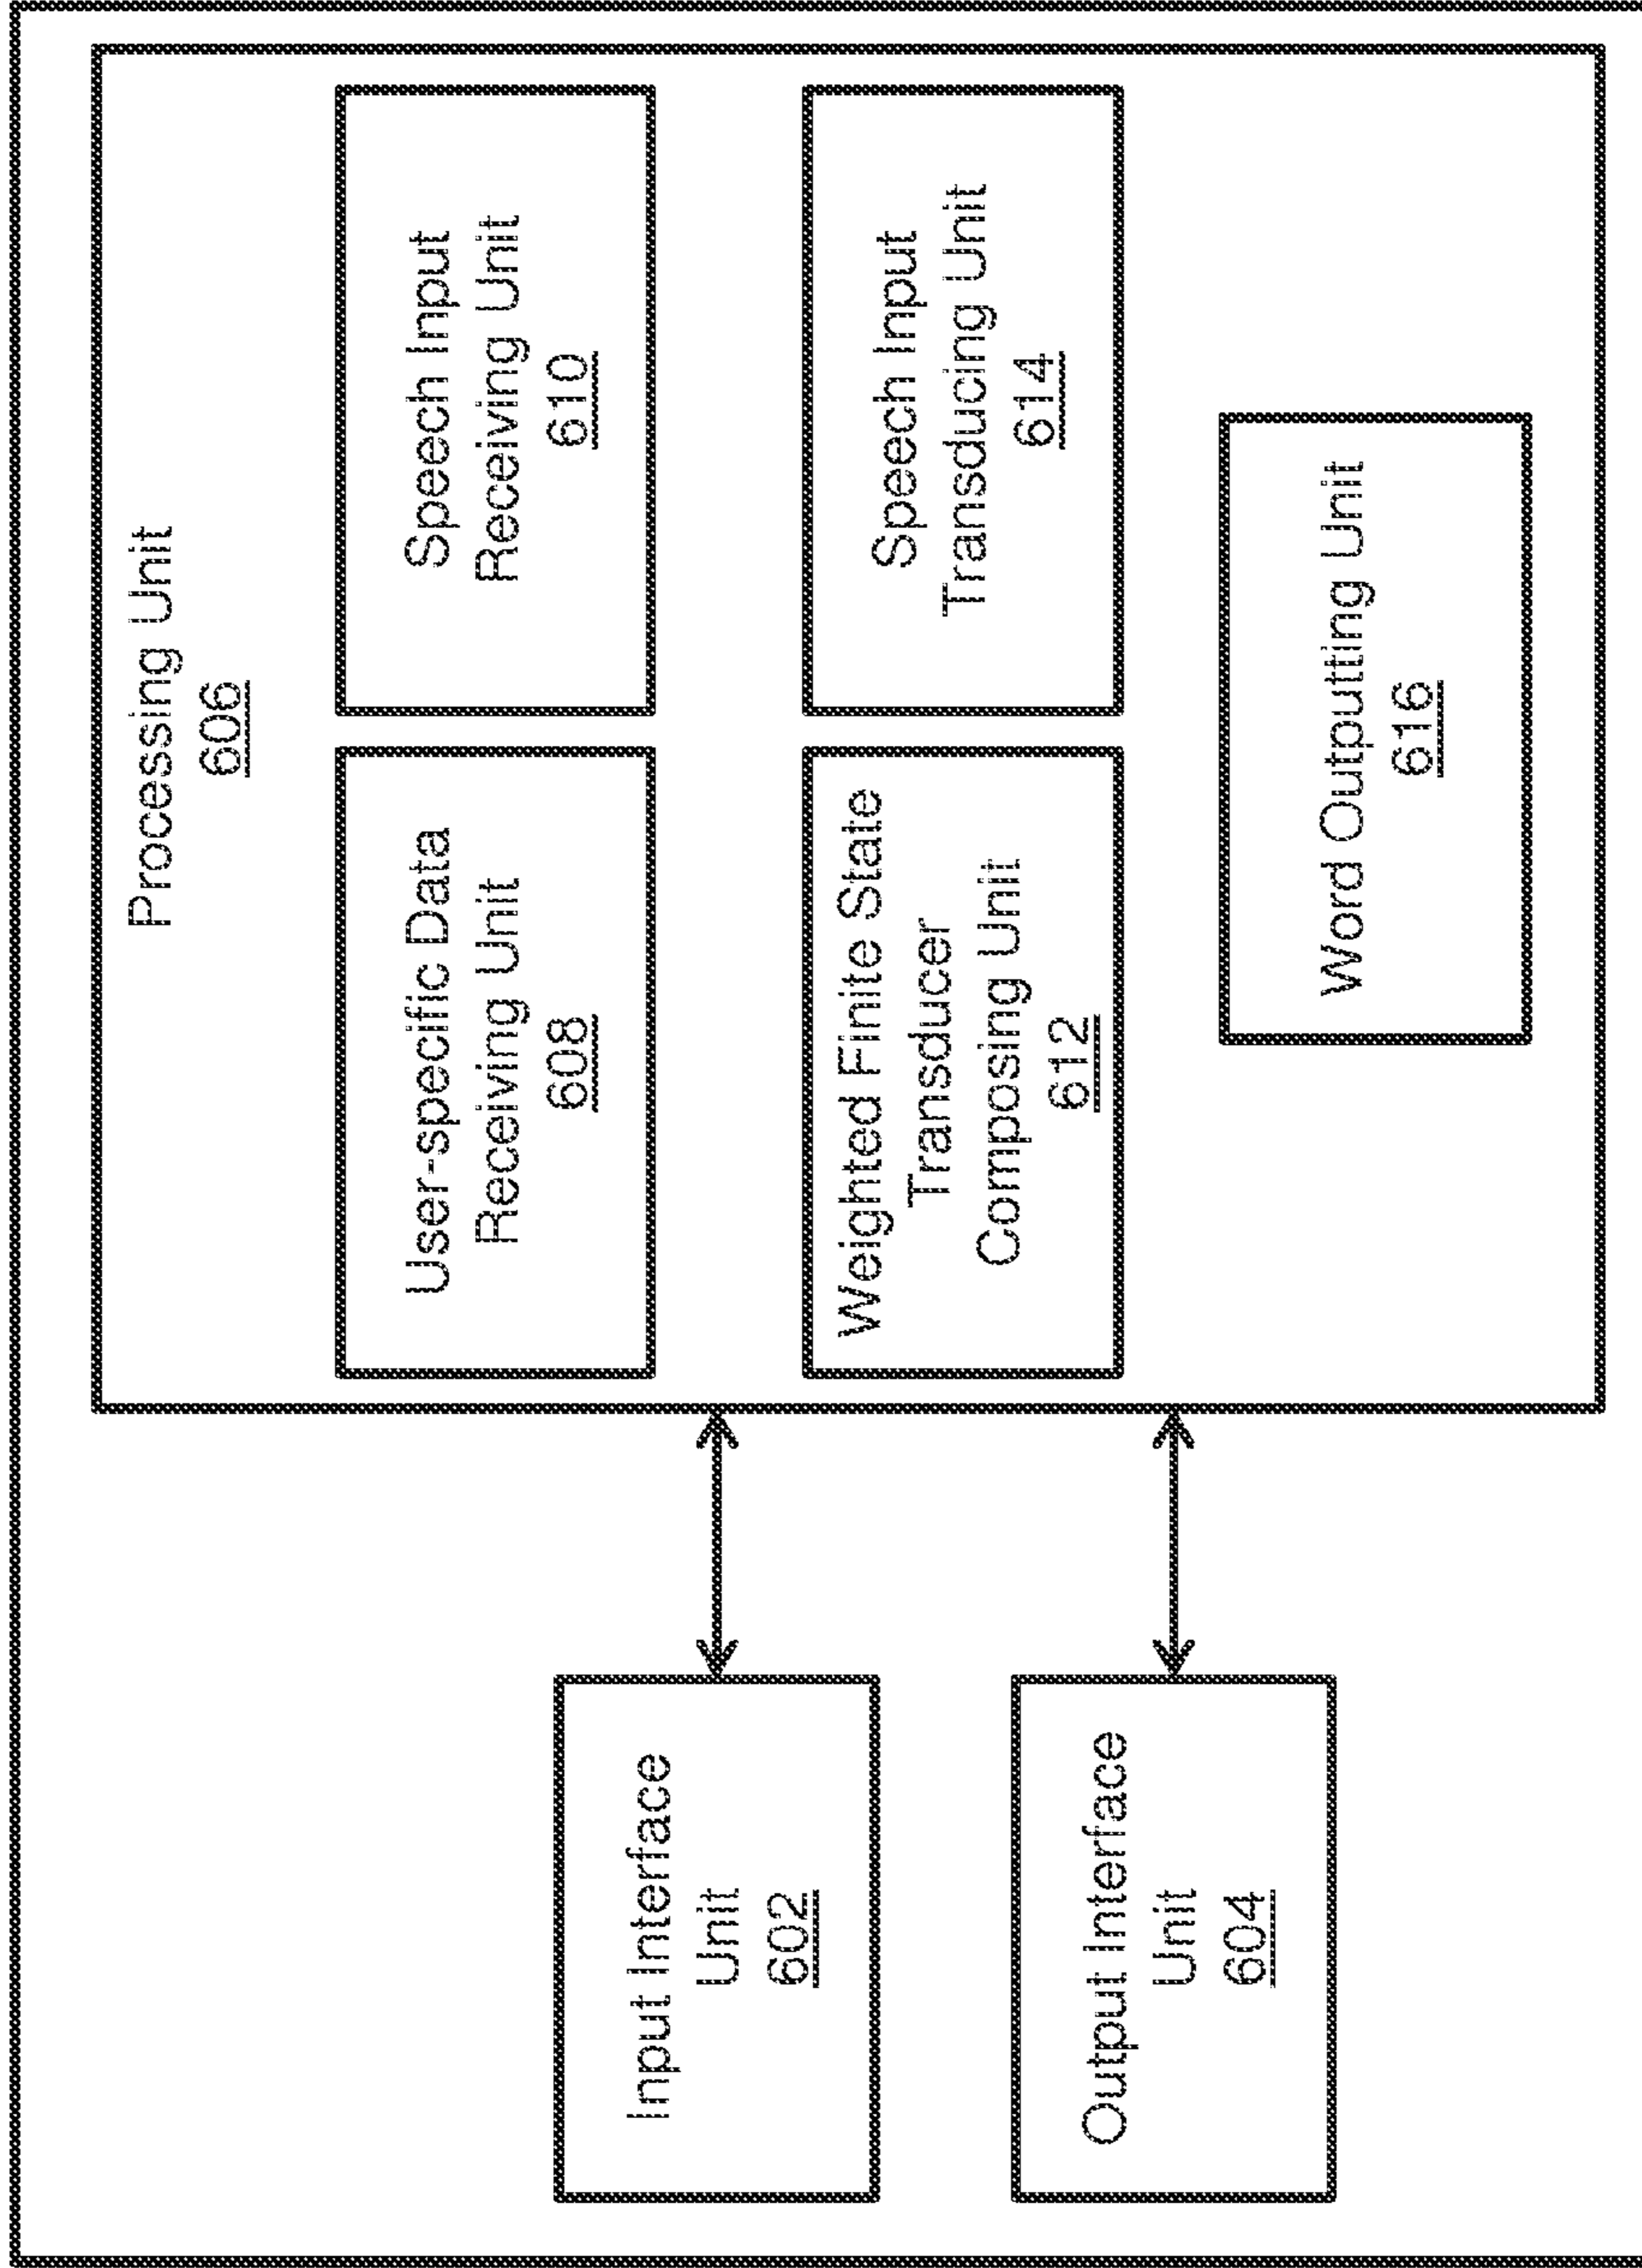 Processing Unit
606
User-specific Data
Receiving Unit
608
Speech Input
Receiving Unit
610
Input Interface
Unit
602
Weighted Finite State
Transducer
Composing Unit
612
Speech Input
Transducing Unit
614
Output Interface
Unit
604
Word Outputting Unit
616